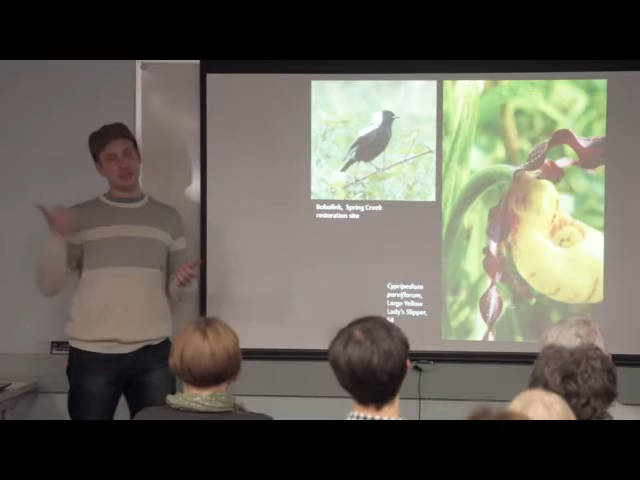 Bobolink, Spring Creek
restoration site
Cypripedium
parviflorum,
Large Yellow
Lady's Slipper,